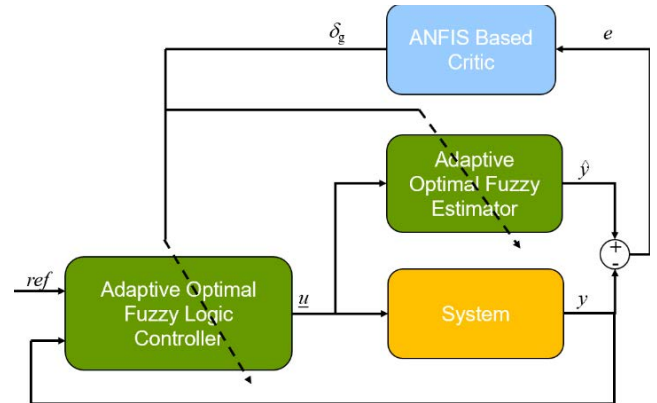 δg
ANFIS Based
Critic
e
Adaptive
Optimal Fuzzy
Estimator
ŷ
+
-
ref
Adaptive Optimal
Fuzzy Logic
Controller
u
System
y